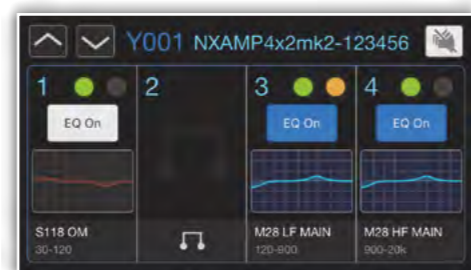 Y001 NXAMP4x2mk2-123456
1 2 3 4
EQ On EQ On EQ On
S118 OM M28 LF MAIN M28 HF MAIN
30-120 120-900 900-20k